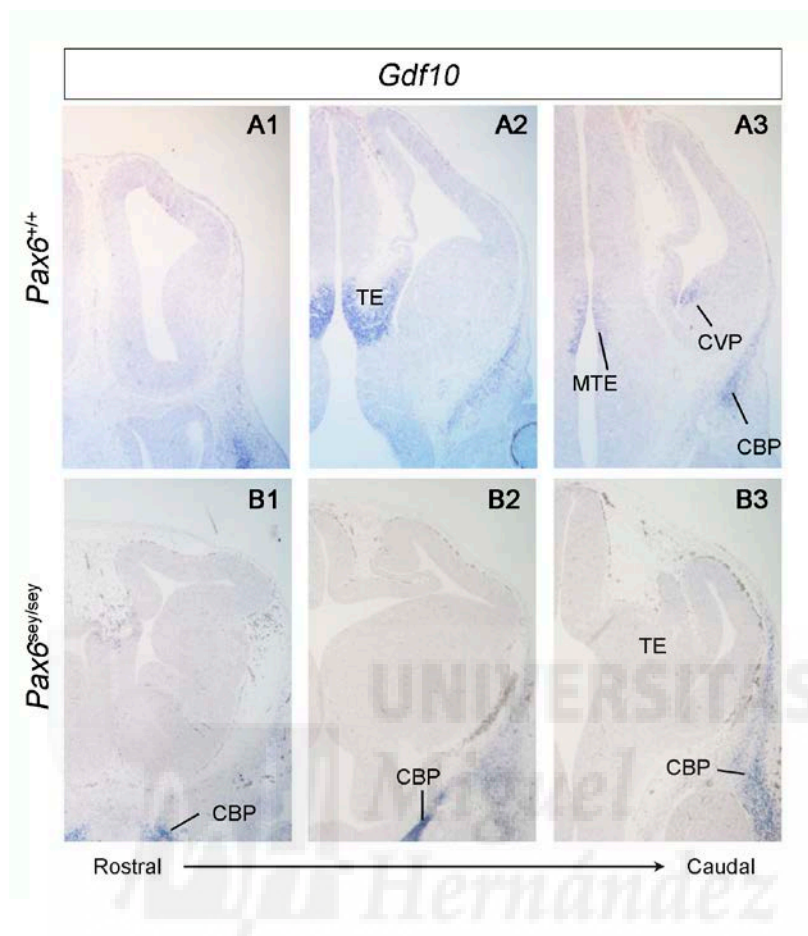 Gdf10
Pax6+/+
A1
A2
A3
TE
MTE
CVP
CBP
Pax6sey/sey
B1
B2
B3
CBP
CBP
TE
CBP
Rostral
Caudal
UNIVERSITAS
Miguel
Hernández